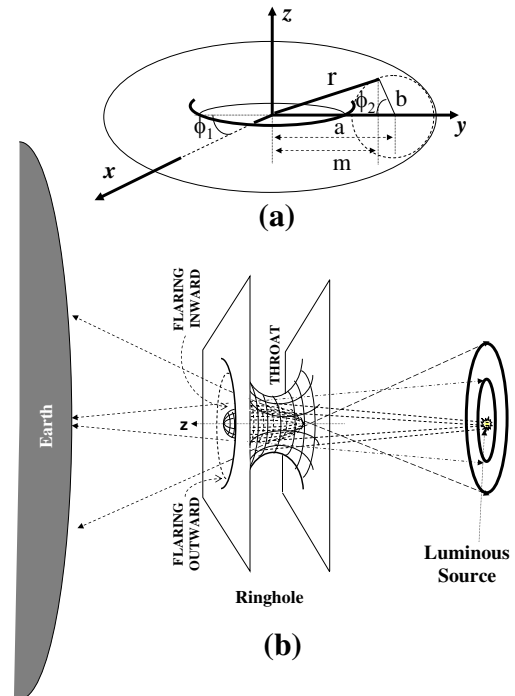 z
r
ϕ2
b
ϕ1
a
y
m
x
(a)
FLARING
INWARD
THROAT
Earth
z
FLARING
OUTWARD
Luminous
Source
Ringhole
(b)